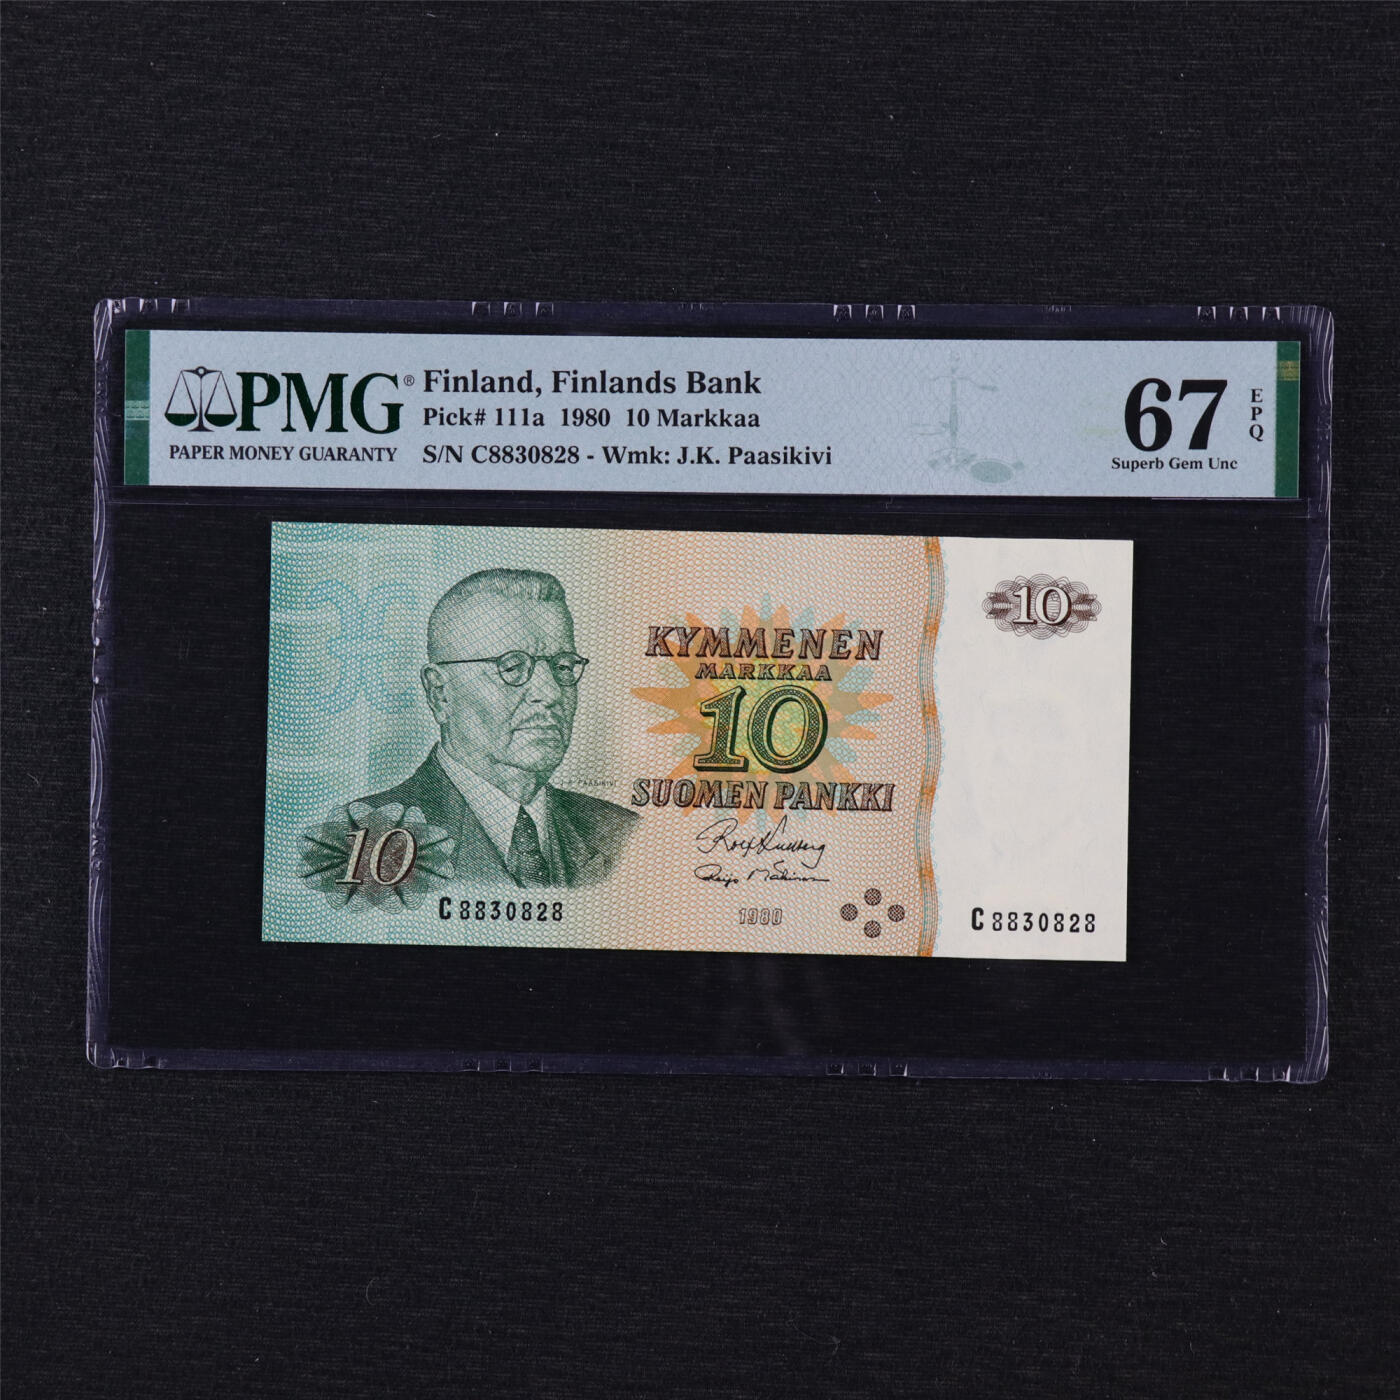 PMG®
PAPER MONEY GUARANTY
Finland, Finlands Bank
Pick# 111a 1980 10 Markkaa
S/N C8830828 - Wmk: J.K. Paasikivi
67
EPQ
Superb Gem Unc
10
KYMMENEN
MARKKAA
10
SUOMEN PANKKI
PAASIKIVI
10
C8830828
1980
C8830828